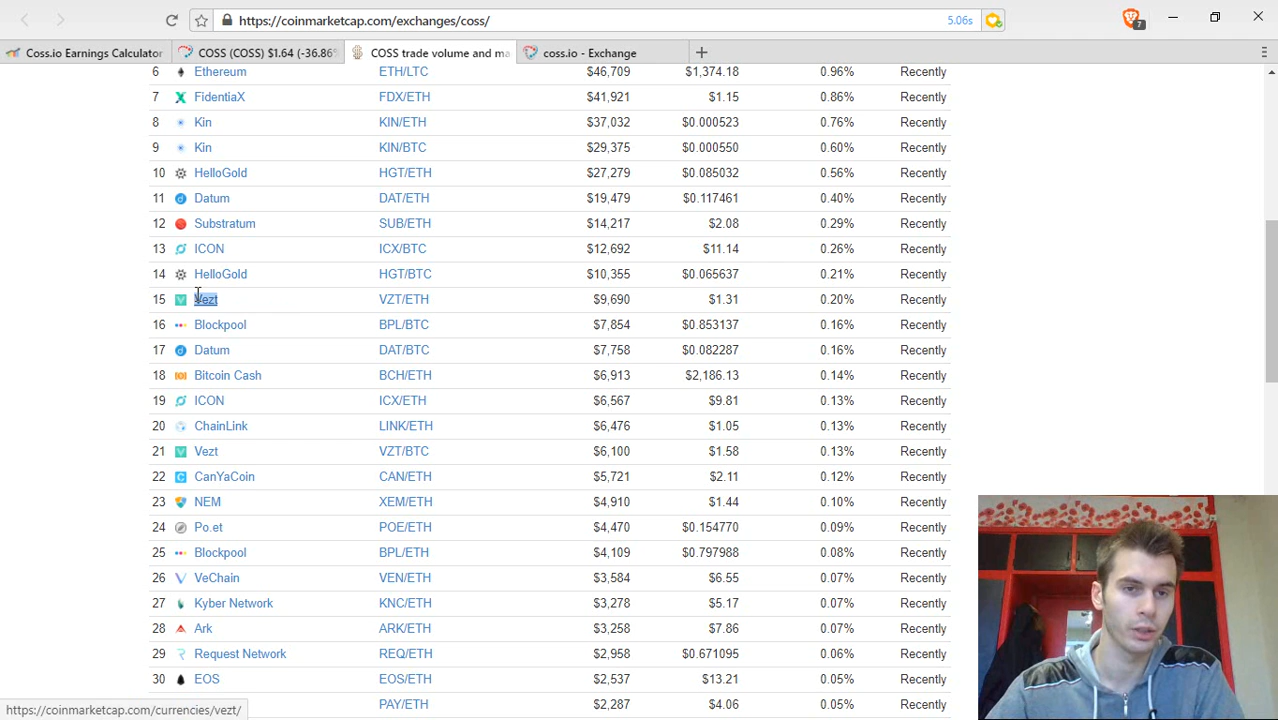 https://coinmarketcap.com/exchanges/coss/ 5.06s 7
Coss.io Earnings Calculator COSS (COSS) $1.64 (-36.86% COSS trade volume and ma coss.io - Exchange
6 Ethereum ETH/LTC $46,709 $1,374.18 0.96% Recently
7 FidentiaX FDX/ETH $41,921 $1.15 0.86% Recently
8 Kin KIN/ETH $37,032 $0.000523 0.76% Recently
9 Kin KIN/BTC $29,375 $0.000550 0.60% Recently
10 HelloGold HGT/ETH $27,279 $0.085032 0.56% Recently
11 Datum DAT/ETH $19,479 $0.117461 0.40% Recently
12 Substratum SUB/ETH $14,217 $2.08 0.29% Recently
13 ICON ICX/BTC $12,692 $11.14 0.26% Recently
14 HelloGold HGT/BTC $10,355 $0.065637 0.21% Recently
15 Vezt VZT/ETH $9,690 $1.31 0.20% Recently
16 Blockpool BPL/BTC $7,854 $0.853137 0.16% Recently
17 Datum DAT/BTC $7,758 $0.082287 0.16% Recently
18 Bitcoin Cash BCH/ETH $6,913 $2,186.13 0.14% Recently
19 ICON ICX/ETH $6,567 $9.81 0.13% Recently
20 ChainLink LINK/ETH $6,476 $1.05 0.13% Recently
21 Vezt VZT/BTC $6,100 $1.58 0.13% Recently
22 CanYaCoin CAN/ETH $5,721 $2.11 0.12% Recently
23 NEM XEM/ETH $4,910 $1.44 0.10% Recently
24 Po.et POE/ETH $4,470 $0.154770 0.09% Recently
25 Blockpool BPL/ETH $4,109 $0.797988 0.08% Recently
26 VeChain VEN/ETH $3,584 $6.55 0.07% Recently
27 Kyber Network KNC/ETH $3,278 $5.17 0.07% Recently
28 Ark ARK/ETH $3,258 $7.86 0.07% Recently
29 Request Network REQ/ETH $2,958 $0.671095 0.06% Recently
30 EOS EOS/ETH $2,537 $13.21 0.05% Recently
PAY/ETH $2,287 $4.06 0.05% Recently
https://coinmarketcap.com/currencies/vezt/